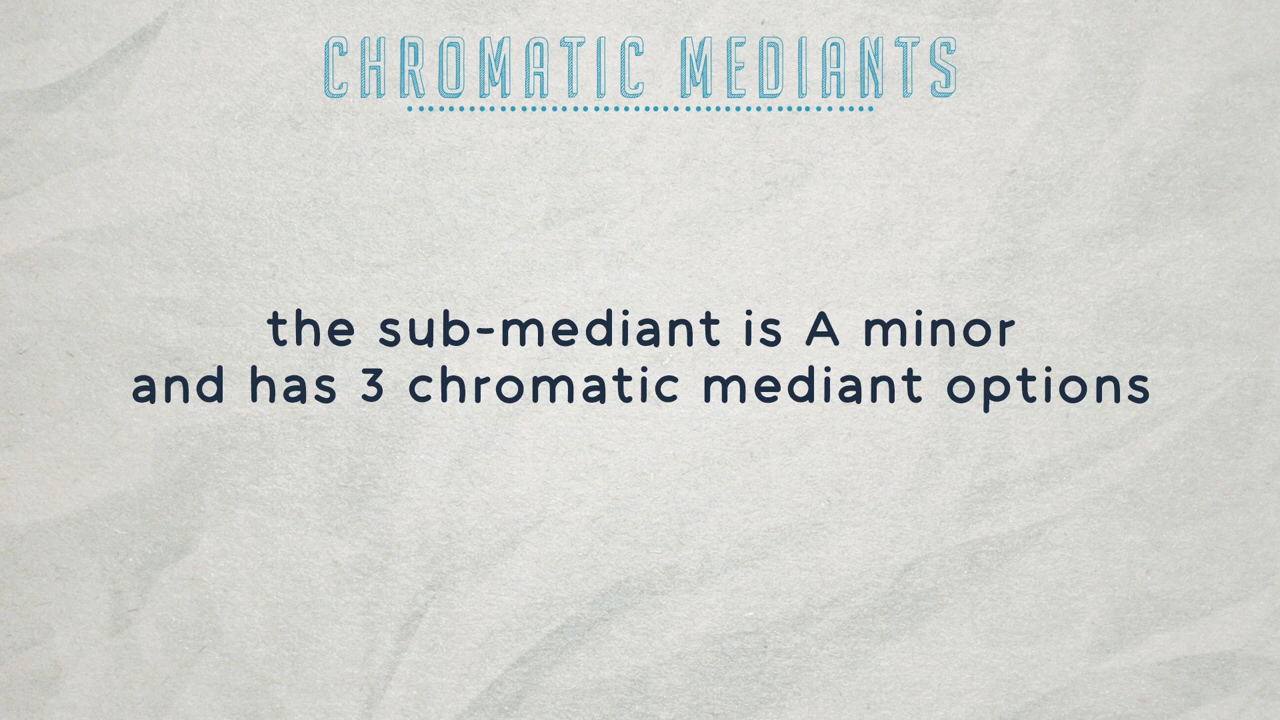 CHROMATIC MEDIANTS
the sub-mediant is A minor
and has 3 chromatic mediant options